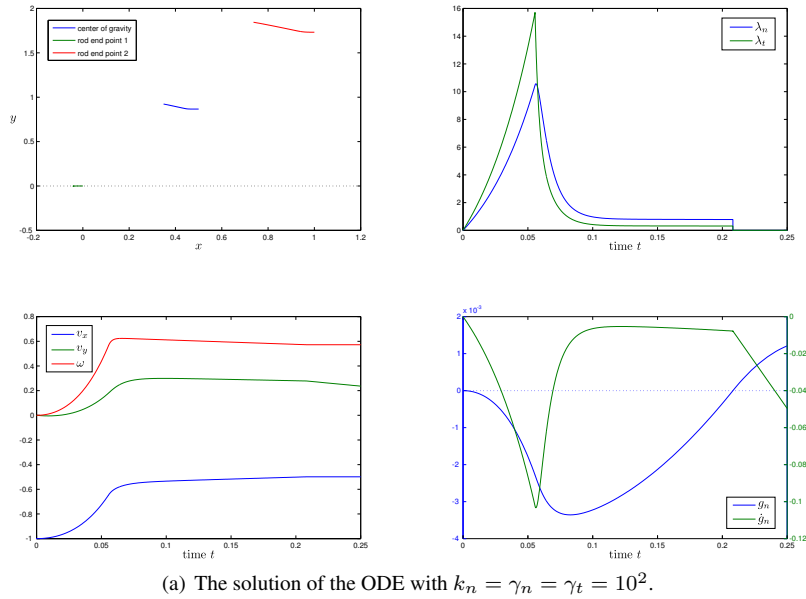 2
1.5
1
0.5
0
-0.5
y
center of gravity
rod end point 1
rod end point 2
-0.2 0 0.2 0.4 0.6 0.8 1 1.2
x
16
14
12
10
8
6
4
2
0
λn
λt
0 0.05 0.1 0.15 0.2 0.25
time t
0.8
0.6
0.4
0.2
0
0.2
0.4
-0.6
-0.8
-1
vx
vy
ω
0 0.05 0.1 0.15 0.2 0.25
time t
x 10⁻³
2
1
0
-1
-2
-3
-4
0
-0.02
-0.04
-0.06
-0.08
-0.1
-0.12
gn
ġn
0 0.05 0.1 0.15 0.2 0.25
time t
(a) The solution of the ODE with kn = γn = γt = 10².